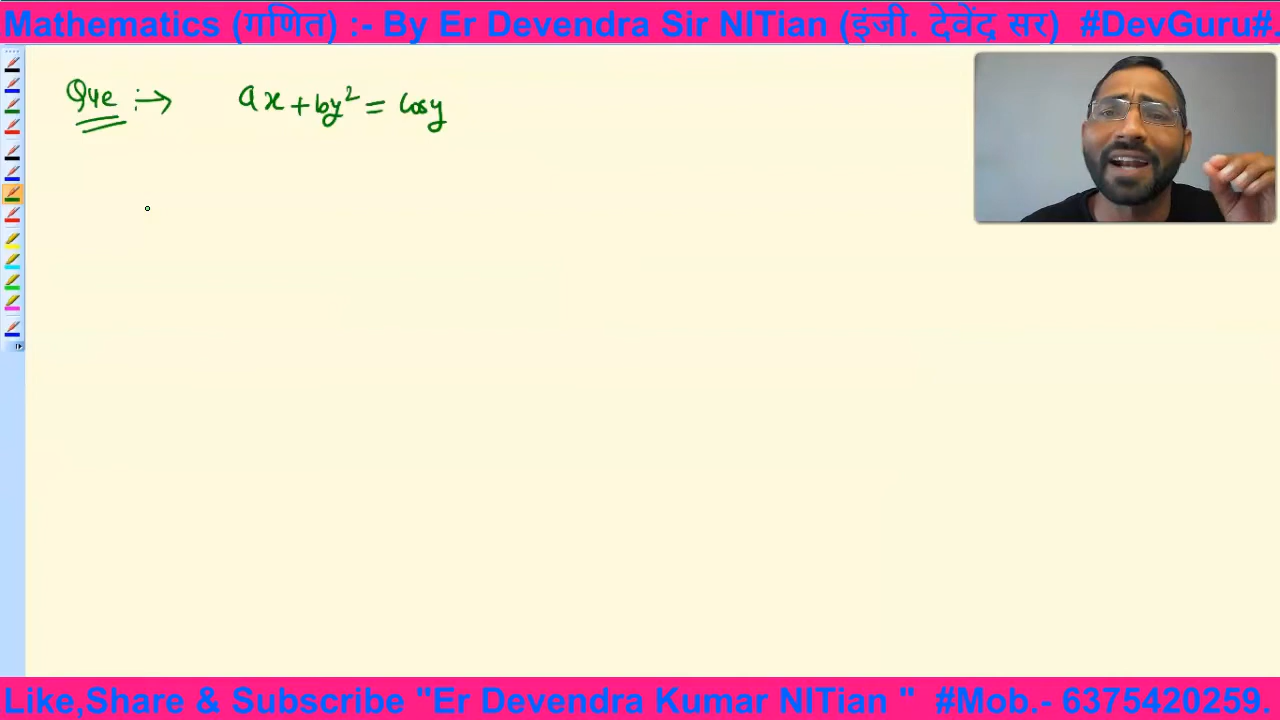 Mathematics (गणित) :- By Er Devendra Sir NITian (इंजी. देवेंद्र सर) #DevGuru#.
Que :→ ax + by² = cosy
Like,Share & Subscribe "Er Devendra Kumar NITian " #Mob.- 6375420259.